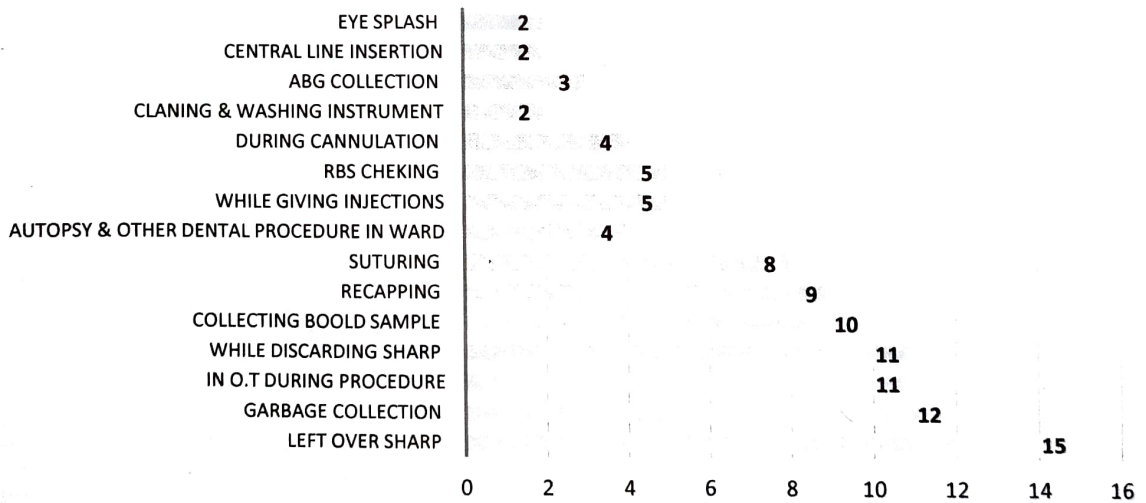 EYE SPLASH 2
CENTRAL LINE INSERTION 2
ABG COLLECTION 3
CLANING & WASHING INSTRUMENT 2
DURING CANNULATION 4
RBS CHEKING 5
WHILE GIVING INJECTIONS 5
AUTOPSY & OTHER DENTAL PROCEDURE IN WARD 4
SUTURING 8
RECAPPING 9
COLLECTING BOOLD SAMPLE 10
WHILE DISCARDING SHARP 11
IN O.T DURING PROCEDURE 11
GARBAGE COLLECTION 12
LEFT OVER SHARP 15
0 2 4 6 8 10 12 14 16